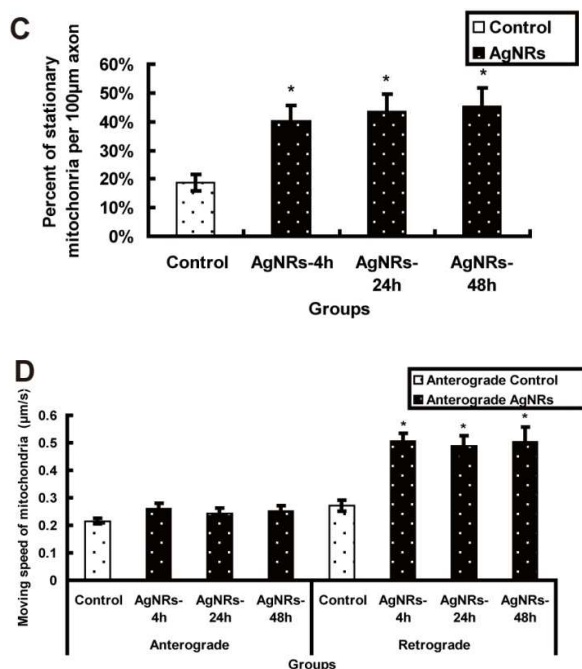 C
Control
AgNRs
Percent of stationary
mitochonria per 100μm axon
60%
50%
40%
30%
20%
10%
0%
*
*
*
Control
AgNRs-4h
AgNRs-
24h
AgNRs-
48h
Groups
D
Anterograde Control
Anterograde AgNRs
Moving speed of mitochondria (μm/s)
0.6
0.5
0.4
0.3
0.2
0.1
0
*
*
*
Control
AgNRs-
4h
AgNRs-
24h
AgNRs-
48h
Control
AgNRs-
4h
AgNRs-
24h
AgNRs-
48h
Anterograde
Retrograde
Groups